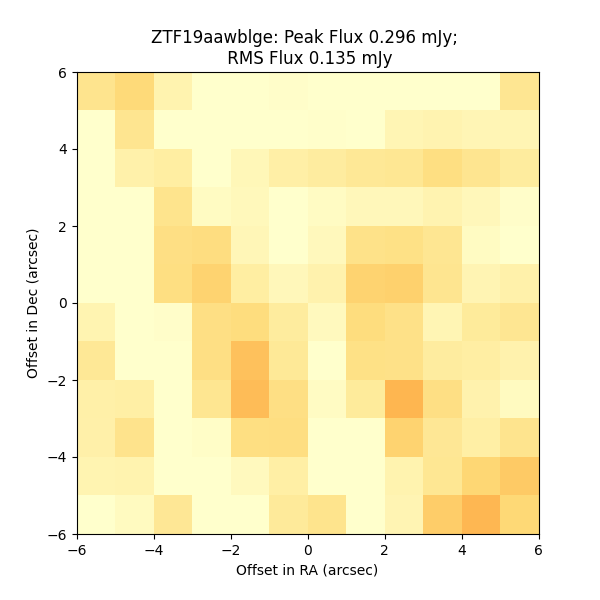 ZTF19aawblge: Peak Flux 0.296 mJy;
RMS Flux 0.135 mJy
6
4
2
0
−2
−4
−6
Offset in Dec (arcsec)
−6 −4 −2 0 2 4 6
Offset in RA (arcsec)